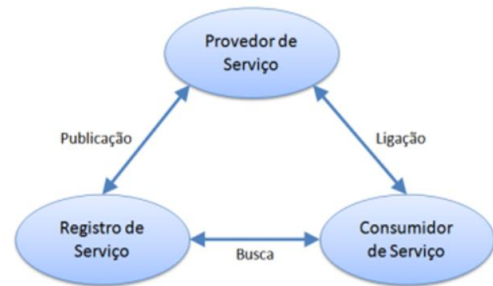 Provedor de
Serviço
Publicação
Ligação
Registro de
Serviço
Busca
Consumidor
de Serviço